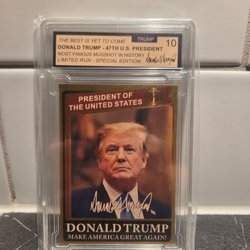 THE BEST IS YET TO COME
TRUMP
DONALD TRUMP - 47TH U.S. PRESIDENT
10
MOST FAMOUS MUGSHOT IN HISTORY
LIMITED RUN - SPECIAL EDITION
PRESIDENT OF
THE UNITED STATES
DONALD TRUMP
MAKE AMERICA GREAT AGAIN!